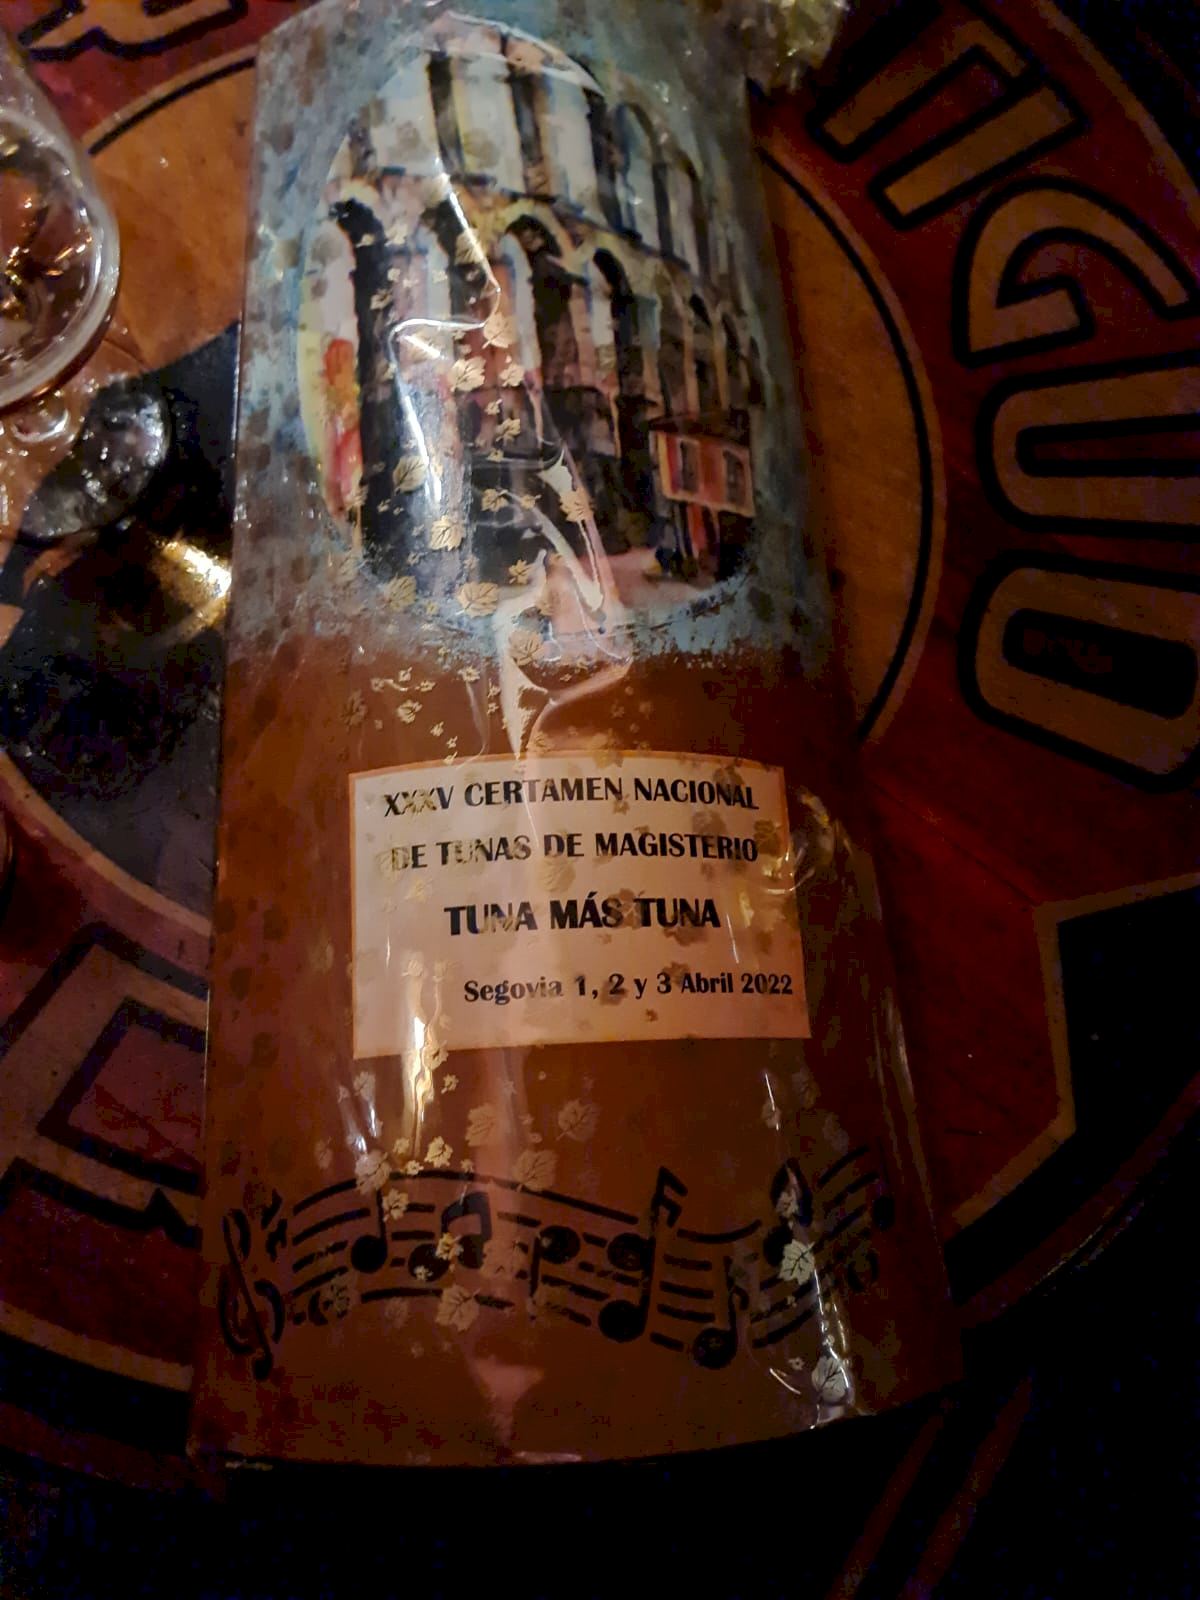 XXXV CERTAMEN NACIONAL
DE TUNAS DE MAGISTERIO
TUNA MÁS TUNA
Segovia 1, 2 y 3 Abril 2022